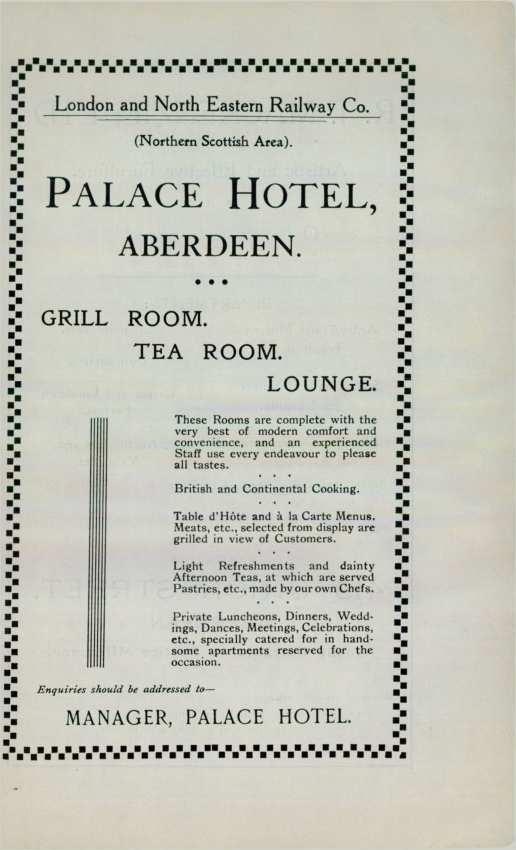 London and North Eastern Railway Co.
(Northern Scottish Area).
PALACE HOTEL,
ABERDEEN.
• • •
GRILL ROOM.
TEA ROOM.
LOUNGE.
These Rooms are complete with the
very best of modern comfort and
convenience, and an experienced
Staff use every endeavour to please
all tastes.
. . .
British and Continental Cooking.
. . .
Table d'Hôte and à la Carte Menus.
Meats, etc., selected from display are
grilled in view of Customers.
. . .
Light Refreshments and dainty
Afternoon Teas, at which are served
Pastries, etc., made by our own Chefs.
. . .
Private Luncheons, Dinners, Wedd-
ings, Dances, Meetings, Celebrations,
etc., specially catered for in hand-
some apartments reserved for the
occasion.
Enquiries should be addressed to—
MANAGER, PALACE HOTEL.